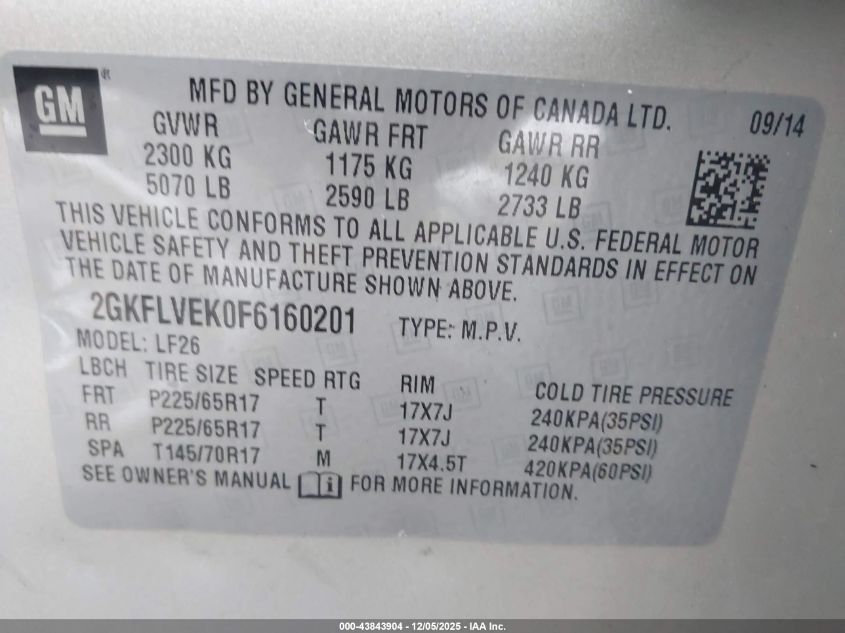 GM ®
MFD BY GENERAL MOTORS OF CANADA LTD.
09/14
GVWR GAWR FRT GAWR RR
2300 KG 1175 KG 1240 KG
5070 LB 2590 LB 2733 LB
THIS VEHICLE CONFORMS TO ALL APPLICABLE U.S. FEDERAL MOTOR
VEHICLE SAFETY AND THEFT PREVENTION STANDARDS IN EFFECT ON
THE DATE OF MANUFACTURE SHOWN ABOVE.
2GKFLVEK0F6160201 TYPE: M.P.V.
MODEL: LF26
LBCH TIRE SIZE SPEED RTG RIM COLD TIRE PRESSURE
FRT P225/65R17 T 17X7J 240KPA(35PSI)
RR P225/65R17 T 17X7J 240KPA(35PSI)
SPA T145/70R17 M 17X4.5T 420KPA(60PSI)
SEE OWNER'S MANUAL i FOR MORE INFORMATION.
000-43843904 - 12/05/2025 - IAA Inc.